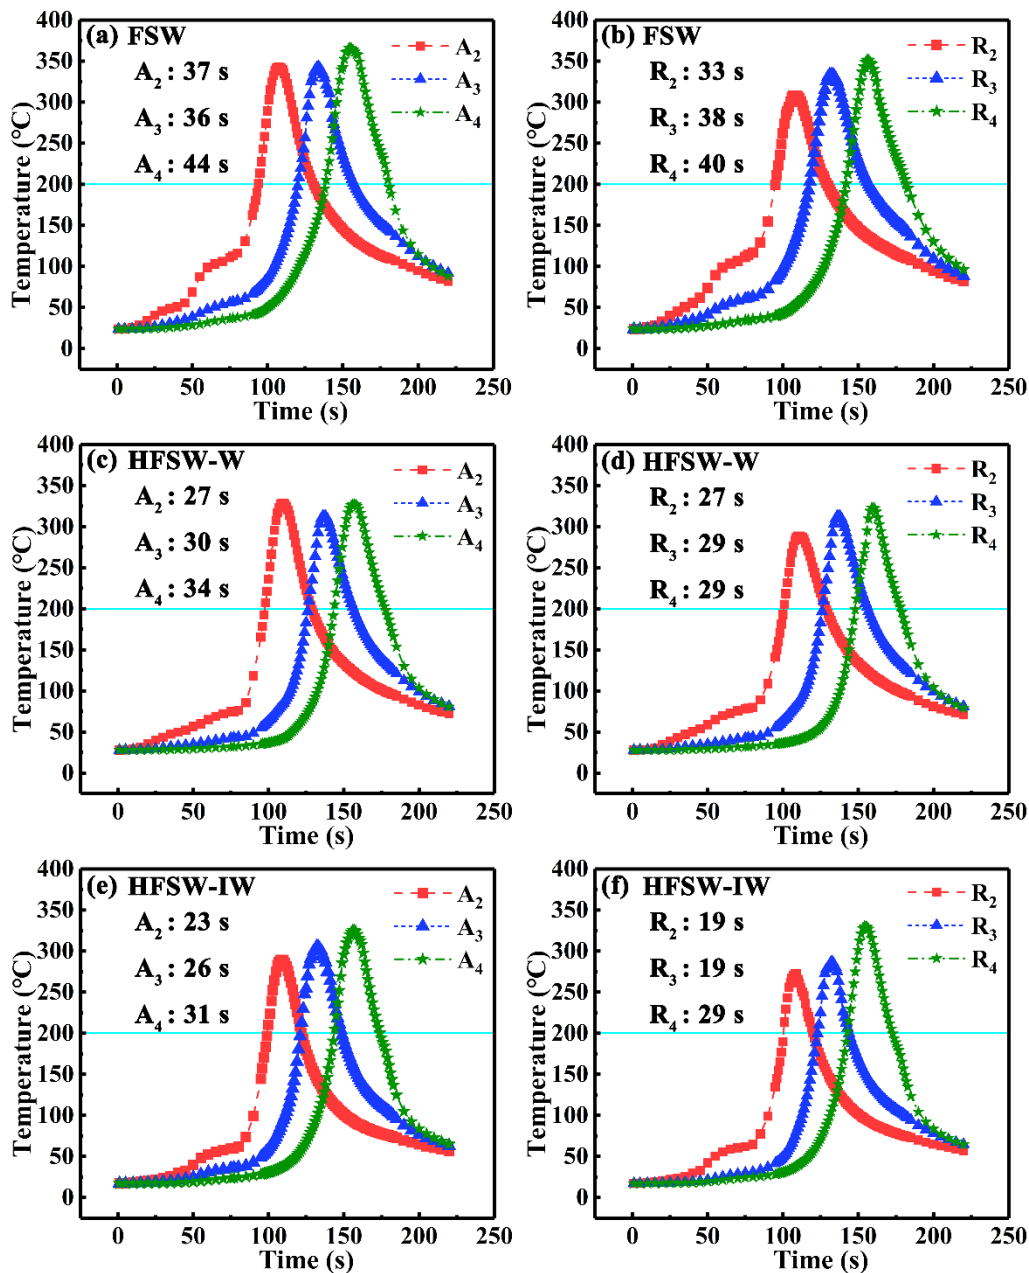 (a) FSW
A2 : 37 s
A3 : 36 s
A4 : 44 s
A2
A3
A4
400
350
300
250
200
150
100
50
0
Temperature (°C)
0 50 100 150 200 250
Time (s)
(b) FSW
R2 : 33 s
R3 : 38 s
R4 : 40 s
R2
R3
R4
400
350
300
250
200
150
100
50
0
Temperature (°C)
0 50 100 150 200 250
Time (s)
(c) HFSW-W
A2 : 27 s
A3 : 30 s
A4 : 34 s
A2
A3
A4
400
350
300
250
200
150
100
50
0
Temperature (°C)
0 50 100 150 200 250
Time (s)
(d) HFSW-W
R2 : 27 s
R3 : 29 s
R4 : 29 s
R2
R3
R4
400
350
300
250
200
150
100
50
0
Temperature (°C)
0 50 100 150 200 250
Time (s)
(e) HFSW-IW
A2 : 23 s
A3 : 26 s
A4 : 31 s
A2
A3
A4
400
350
300
250
200
150
100
50
0
Temperature (°C)
0 50 100 150 200 250
Time (s)
(f) HFSW-IW
R2 : 19 s
R3 : 19 s
R4 : 29 s
R2
R3
R4
400
350
300
250
200
150
100
50
0
Temperature (°C)
0 50 100 150 200 250
Time (s)